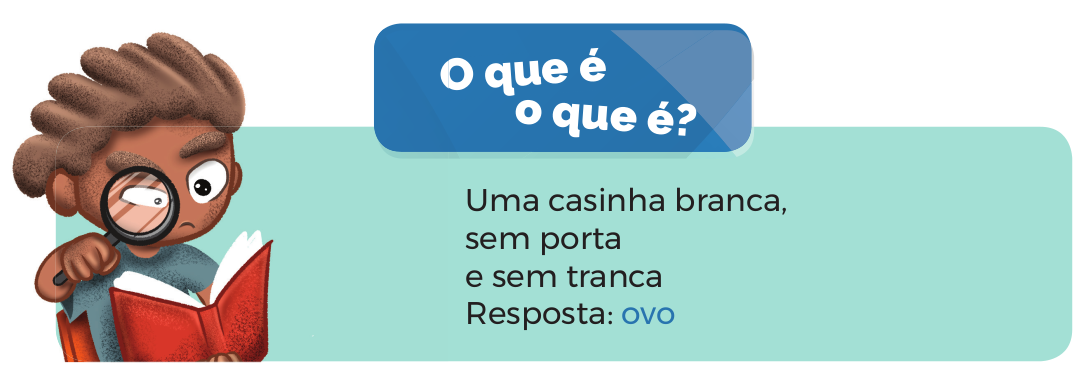 O que é
o que é?
Uma casinha branca,
sem porta
e sem tranca
Resposta: ovo